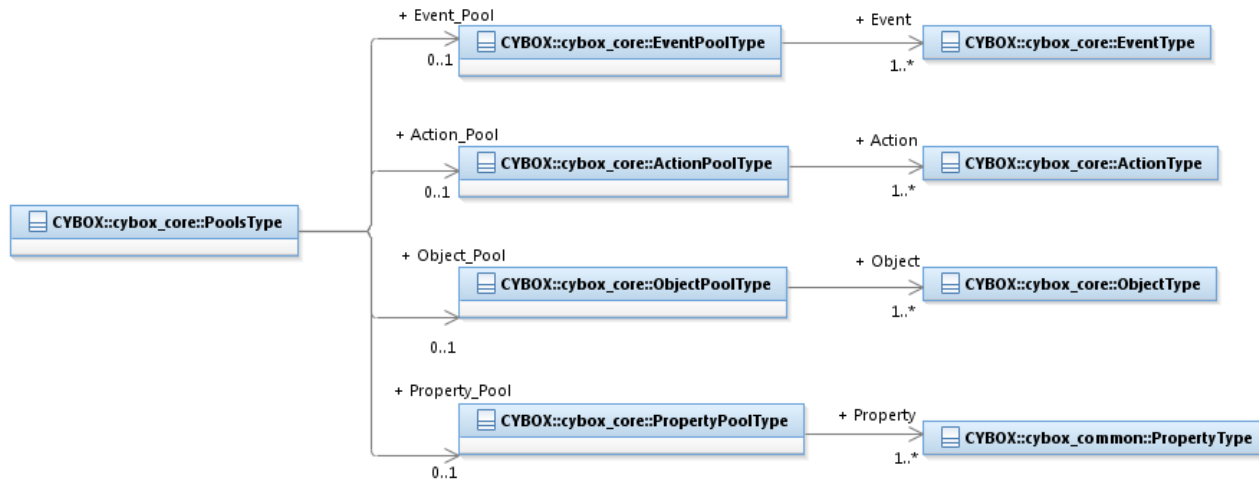 + Event_Pool
+ Event
CYBOX::cybox_core::EventPoolType
CYBOX::cybox_core::EventType
0..1
1..*
+ Action_Pool
+ Action
CYBOX::cybox_core::ActionPoolType
CYBOX::cybox_core::ActionType
0..1
1..*
CYBOX::cybox_core::PoolsType
+ Object_Pool
+ Object
CYBOX::cybox_core::ObjectPoolType
CYBOX::cybox_core::ObjectType
0..1
1..*
+ Property_Pool
+ Property
CYBOX::cybox_core::PropertyPoolType
CYBOX::cybox_common::PropertyType
0..1
1..*